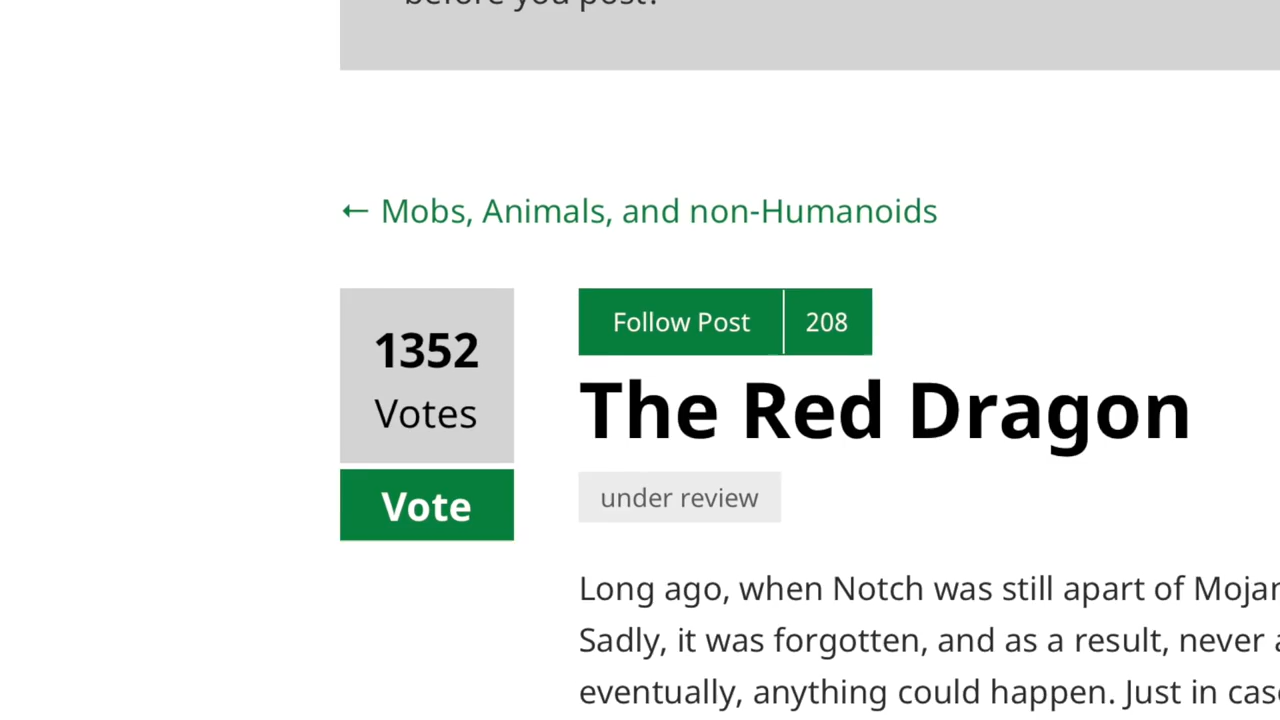 before you post?
← Mobs, Animals, and non-Humanoids
1352
Votes
Vote
Follow Post 208
The Red Dragon
under review
Long ago, when Notch was still apart of
Sadly, it was forgotten, and as a result, never
eventually, anything could happen. Just in